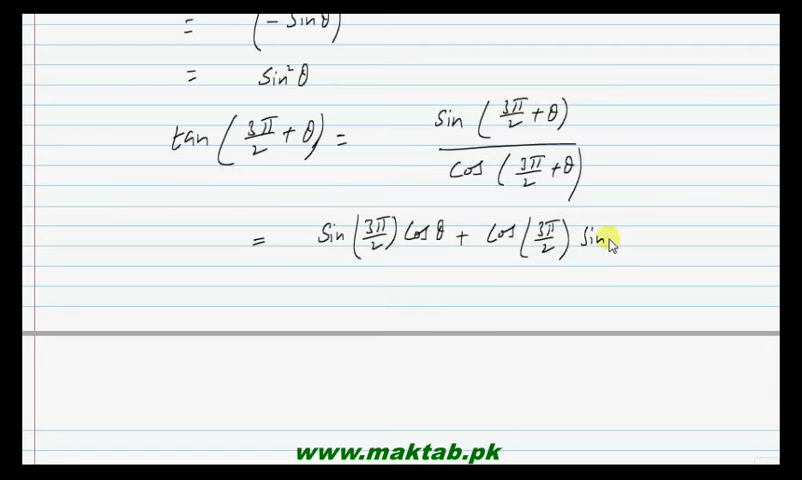 = (- Sinθ)
= Sin²θ
tan (3π/2 + θ) = sin (3π/2 + θ) / cos (3π/2 + θ)
= Sin (3π/2) Cos θ + Cos (3π/2) Sin
www.maktab.pk